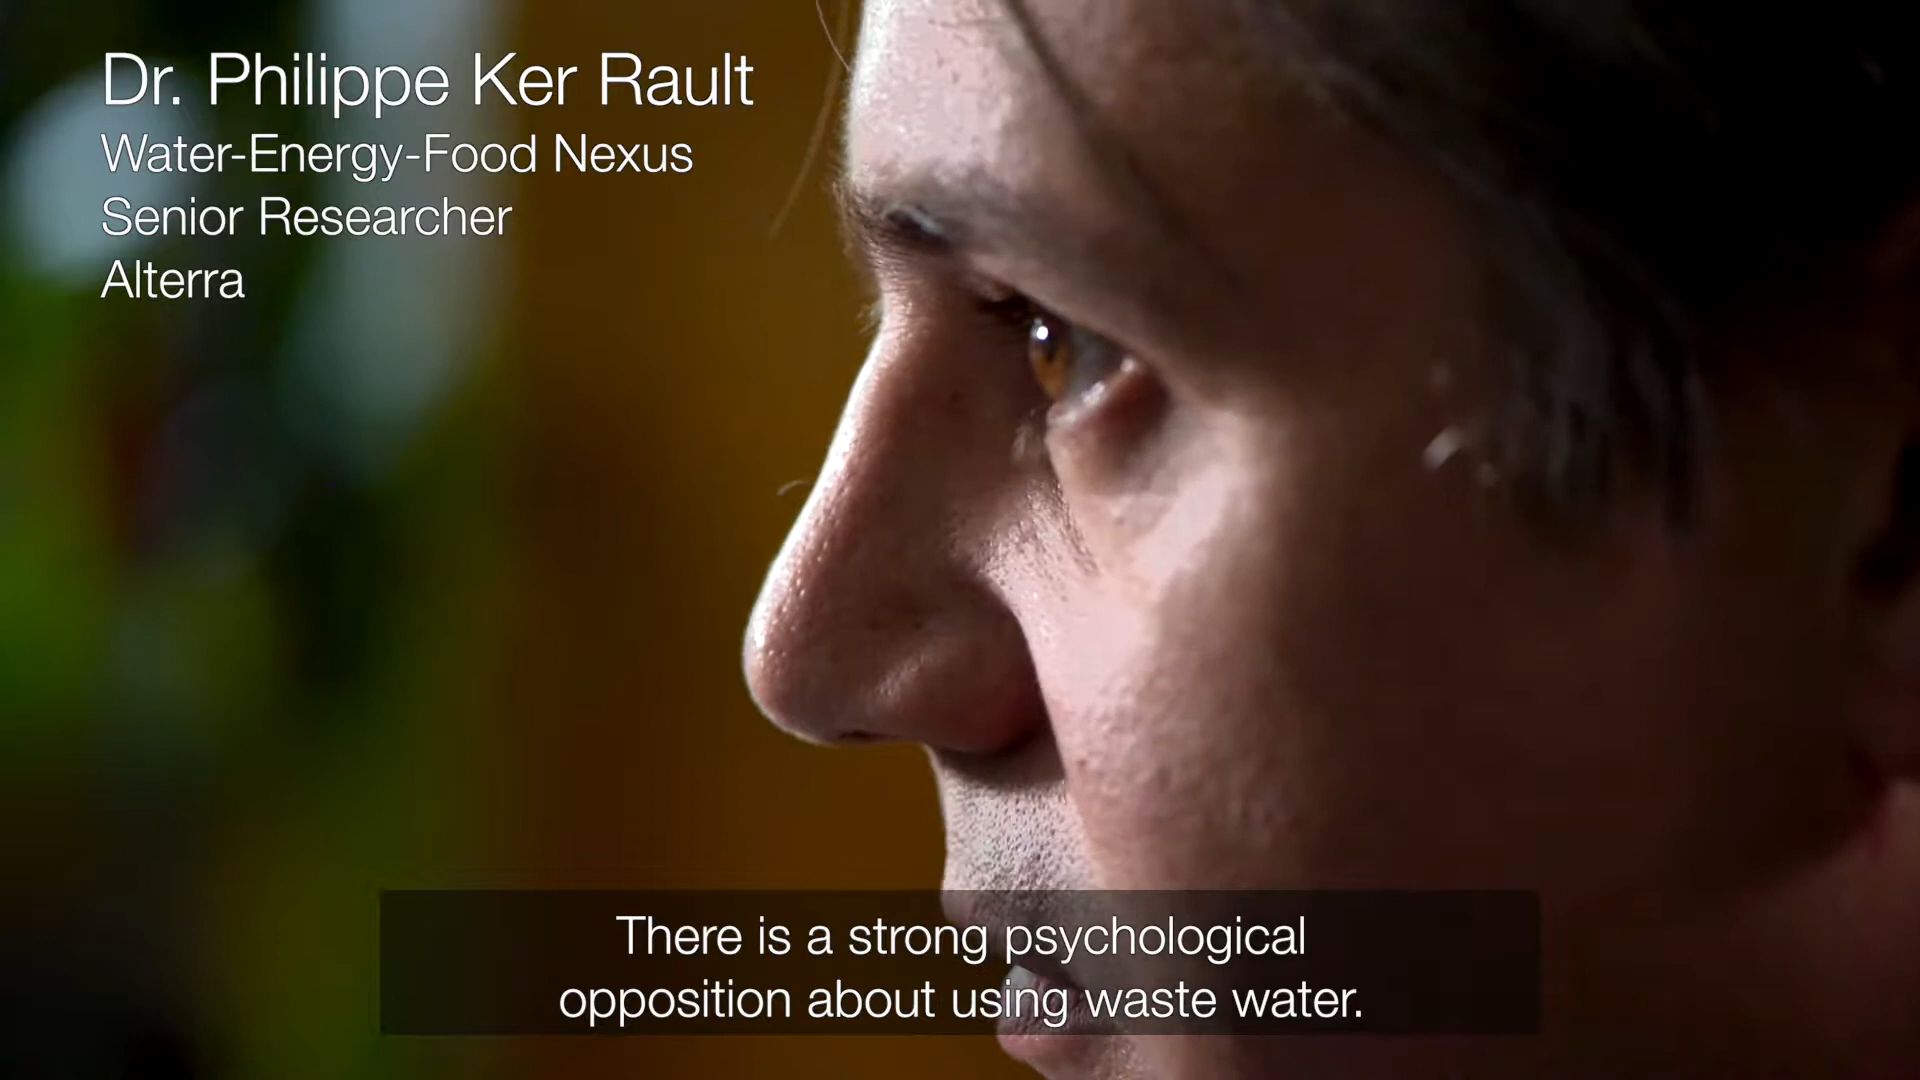 Dr. Philippe Ker Rault
Water-Energy-Food Nexus
Senior Researcher
Alterra
There is a strong psychological
opposition about using waste water.